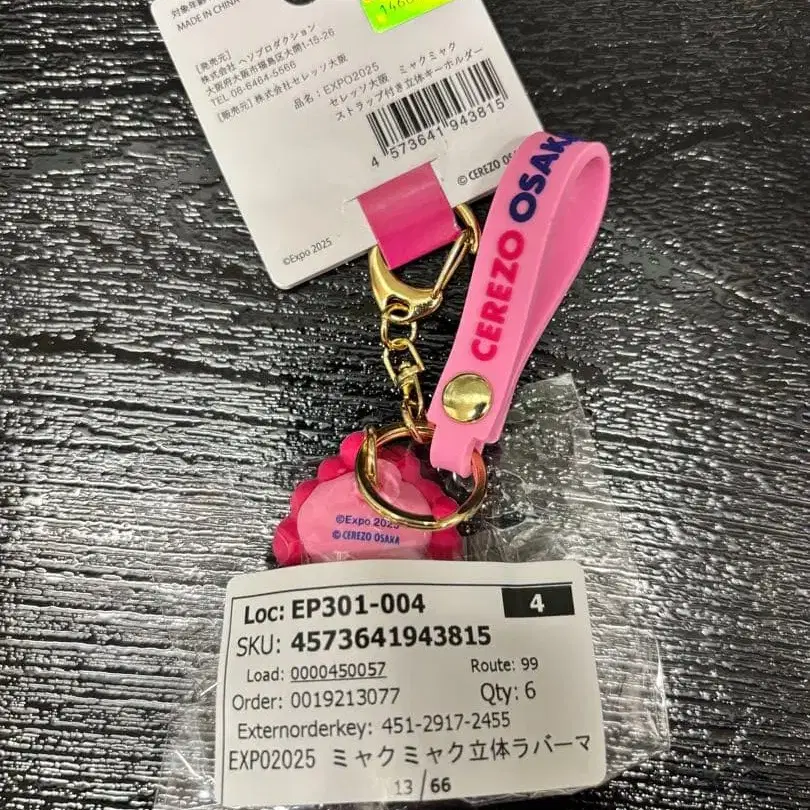 MADE IN CHINA
[発売元]
株式会社 ヘソプロダクション
大阪府大阪市福島区大開1-15-26
TEL 06-6464-5566
[販売元] 株式会社セレッソ大阪
品名：EXPO2025
セレッソ大阪 ミャクミャク
ストラップ付き立体キーホルダー
4 573641 943815
© CEREZO OSAKA
©Expo 2025
CEREZO OSAKA
©Expo 2025
© CEREZO OSAKA
Loc: EP301-004 4
SKU: 4573641943815
Load: 0000450057 Route: 99
Order: 0019213077 Qty: 6
Externorderkey: 451-2917-2455
EXPO2025 ミャクミャク立体ラバーマ
13 / 66